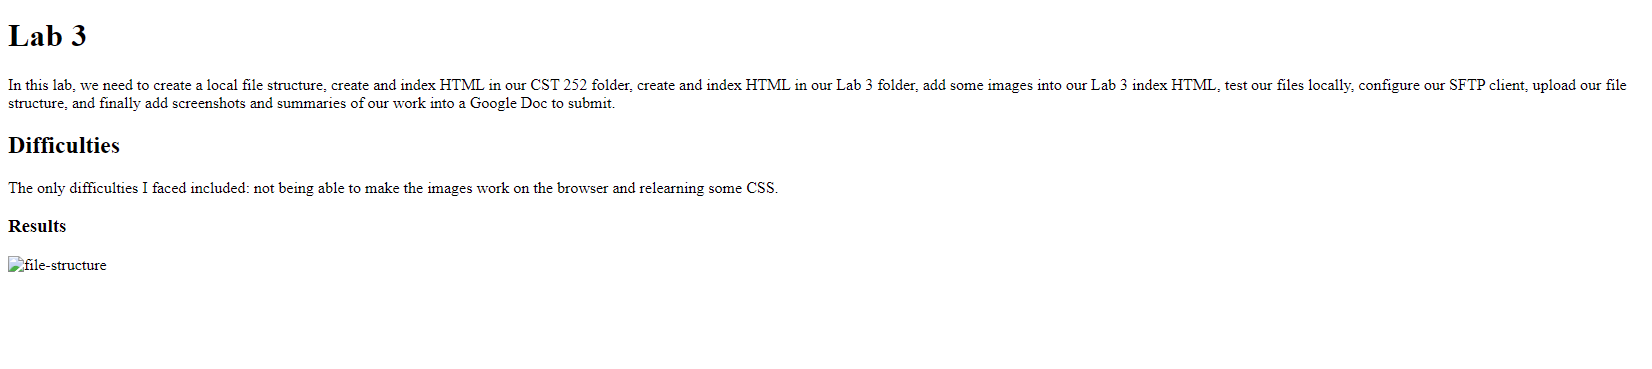 Lab 3
In this lab, we need to create a local file structure, create and index HTML in our CST 252 folder, create and index HTML in our Lab 3 folder, add some images into our Lab 3 index HTML, test our files locally, configure our SFTP client, upload our file
structure, and finally add screenshots and summaries of our work into a Google Doc to submit.
Difficulties
The only difficulties I faced included: not being able to make the images work on the browser and relearning some CSS.
Results
file-structure